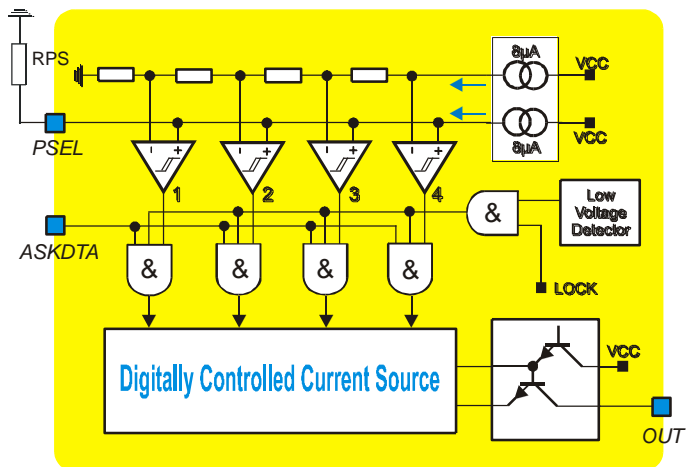 RPS
8µA
VCC
PSEL
- +
- +
- +
- +
VCC
8µA
1
2
3
4
&
Low
Voltage
Detector
ASKDTA
&
&
&
&
LOCK
Digitally Controlled Current Source
VCC
OUT